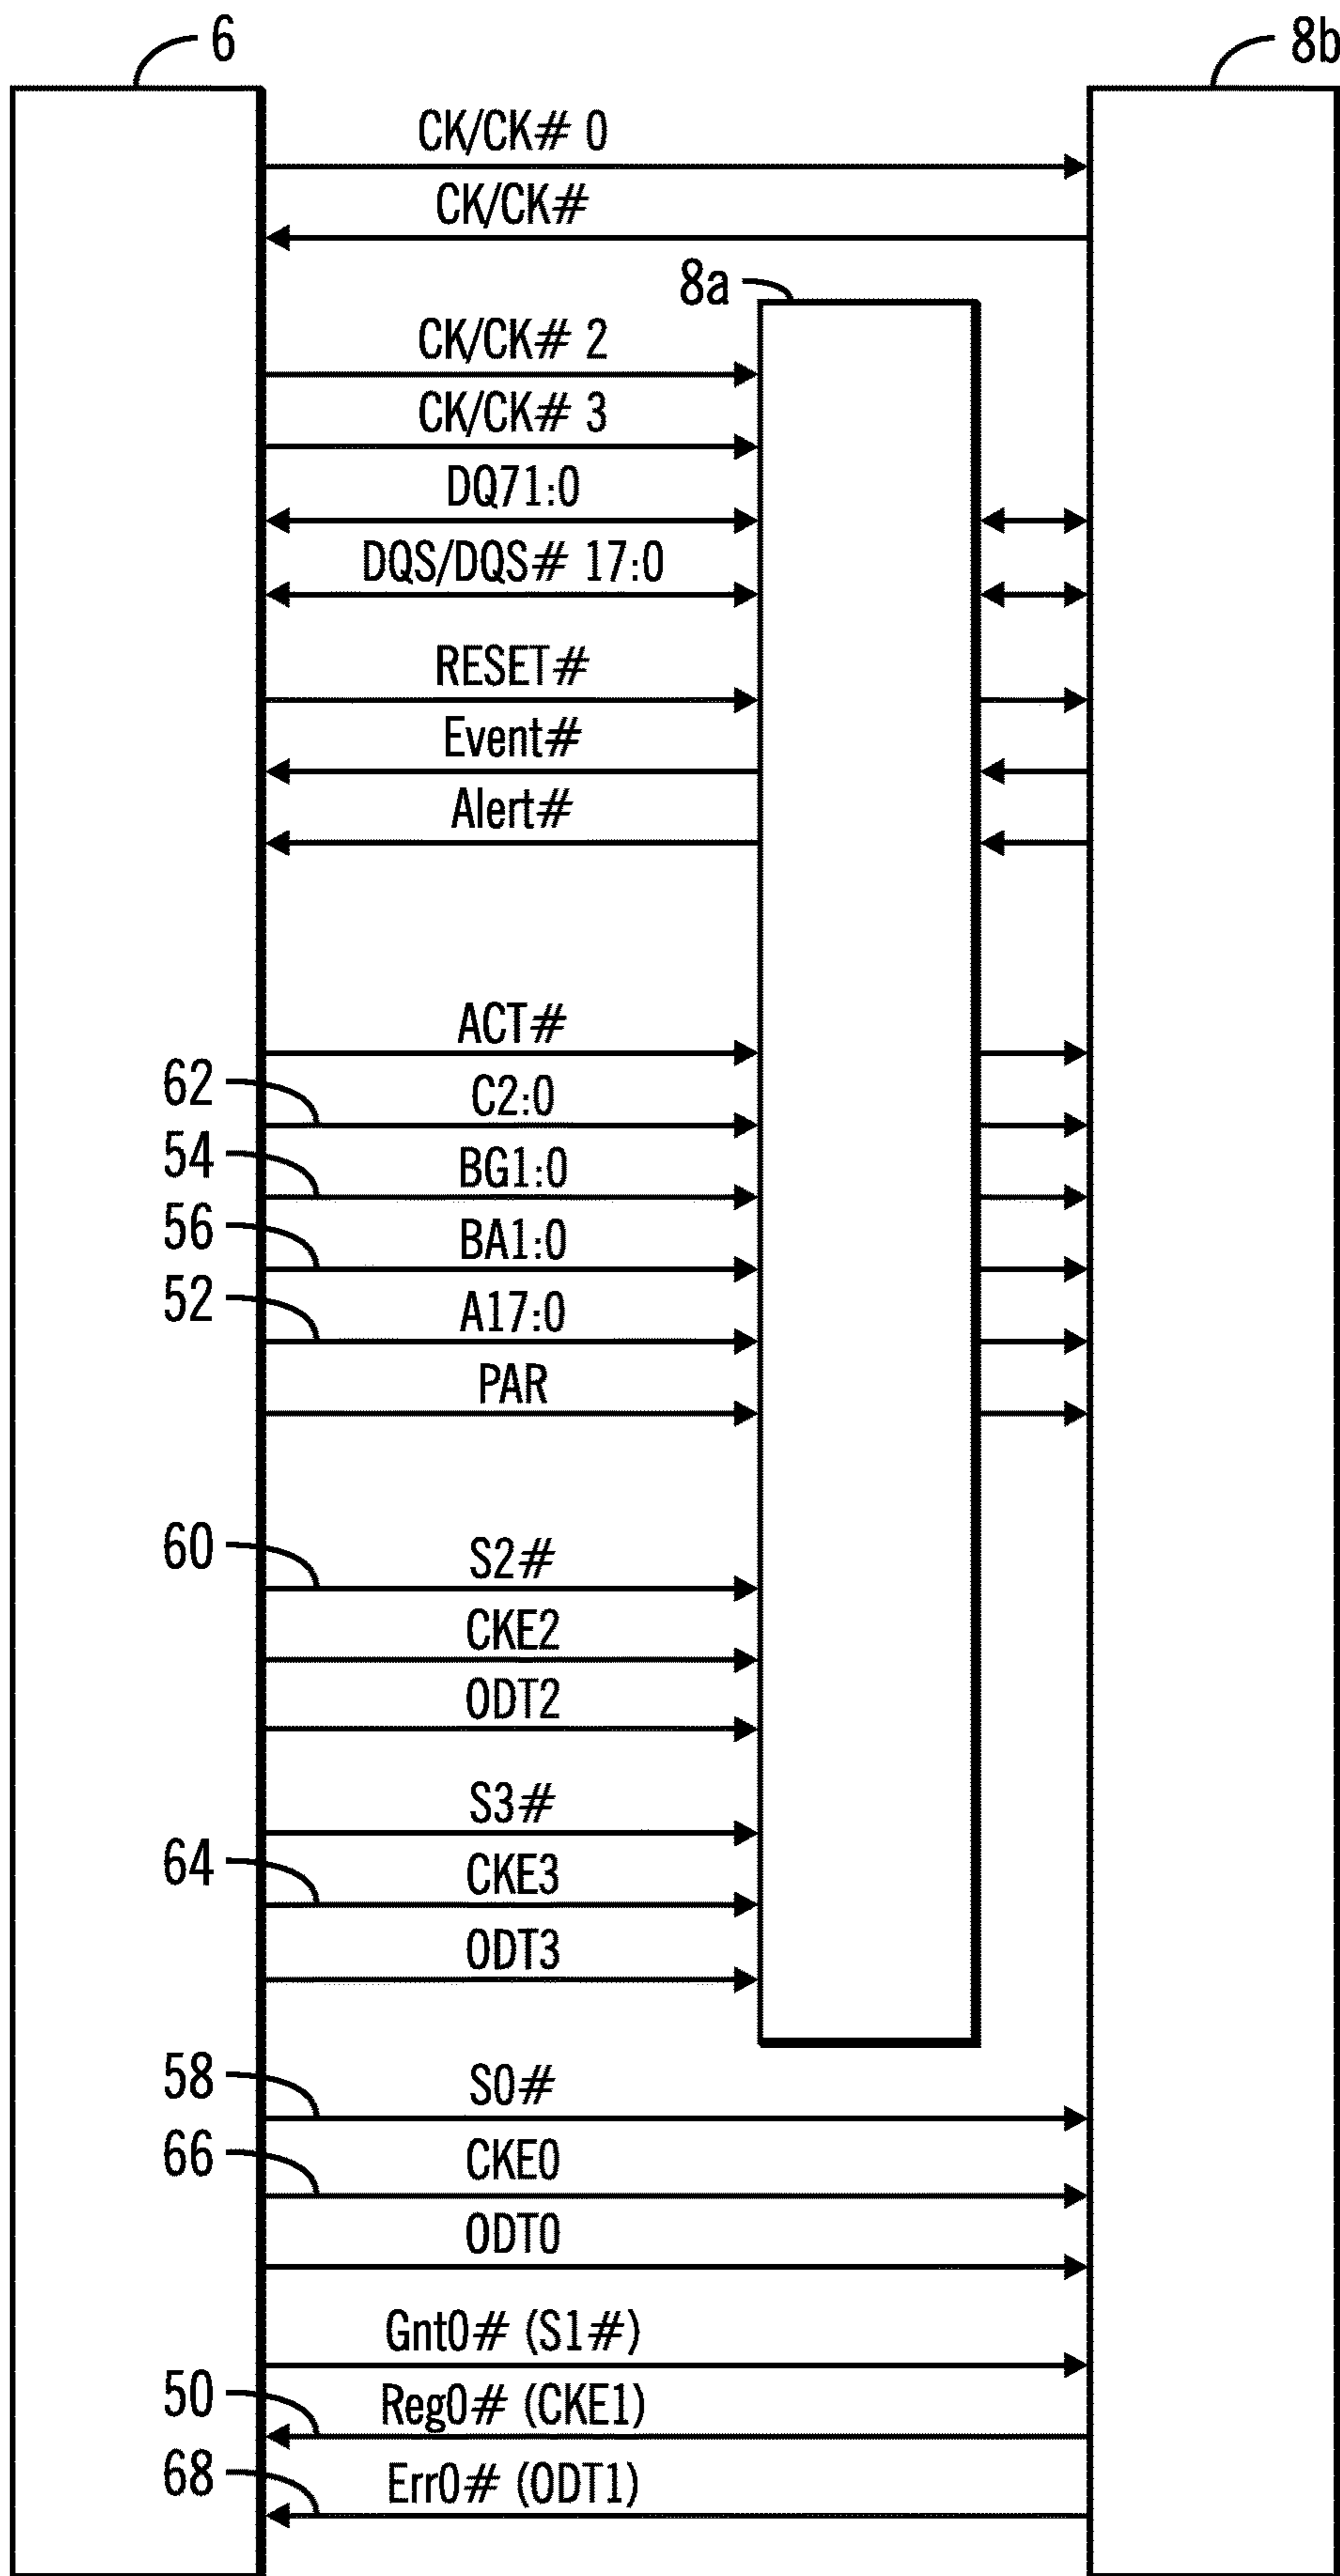 6
8b
CK/CK# 0
CK/CK#
8a
CK/CK# 2
CK/CK# 3
DQ71:0
DQS/DQS# 17:0
RESET#
Event#
Alert#
ACT#
62
C2:0
54
BG1:0
56
BA1:0
52
A17:0
PAR
60
S2#
CKE2
ODT2
S3#
64
CKE3
ODT3
58
S0#
66
CKE0
ODT0
Gnt0# (S1#)
50
Reg0# (CKE1)
68
Err0# (ODT1)